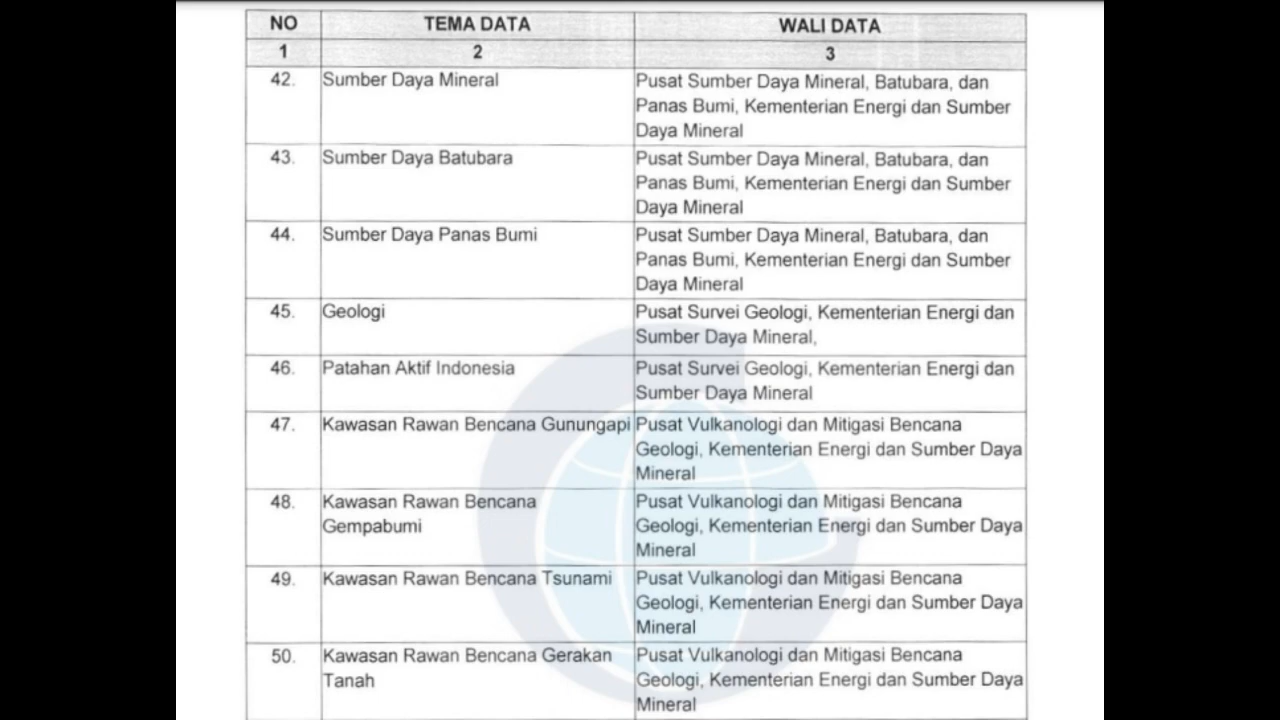 NO TEMA DATA WALI DATA
1 2 3
42. Sumber Daya Mineral Pusat Sumber Daya Mineral, Batubara, dan
Panas Bumi, Kementerian Energi dan Sumber
Daya Mineral
43. Sumber Daya Batubara Pusat Sumber Daya Mineral, Batubara, dan
Panas Bumi, Kementerian Energi dan Sumber
Daya Mineral
44. Sumber Daya Panas Bumi Pusat Sumber Daya Mineral, Batubara, dan
Panas Bumi, Kementerian Energi dan Sumber
Daya Mineral
45. Geologi Pusat Survei Geologi, Kementerian Energi dan
Sumber Daya Mineral,
46. Patahan Aktif Indonesia Pusat Survei Geologi, Kementerian Energi dan
Sumber Daya Mineral
47. Kawasan Rawan Bencana Gunungapi Pusat Vulkanologi dan Mitigasi Bencana
Geologi, Kementerian Energi dan Sumber Daya
Mineral
48. Kawasan Rawan Bencana Pusat Vulkanologi dan Mitigasi Bencana
Gempabumi Geologi, Kementerian Energi dan Sumber Daya
Mineral
49. Kawasan Rawan Bencana Tsunami Pusat Vulkanologi dan Mitigasi Bencana
Geologi, Kementerian Energi dan Sumber Daya
Mineral
50. Kawasan Rawan Bencana Gerakan Pusat Vulkanologi dan Mitigasi Bencana
Tanah Geologi, Kementerian Energi dan Sumber Daya
Mineral